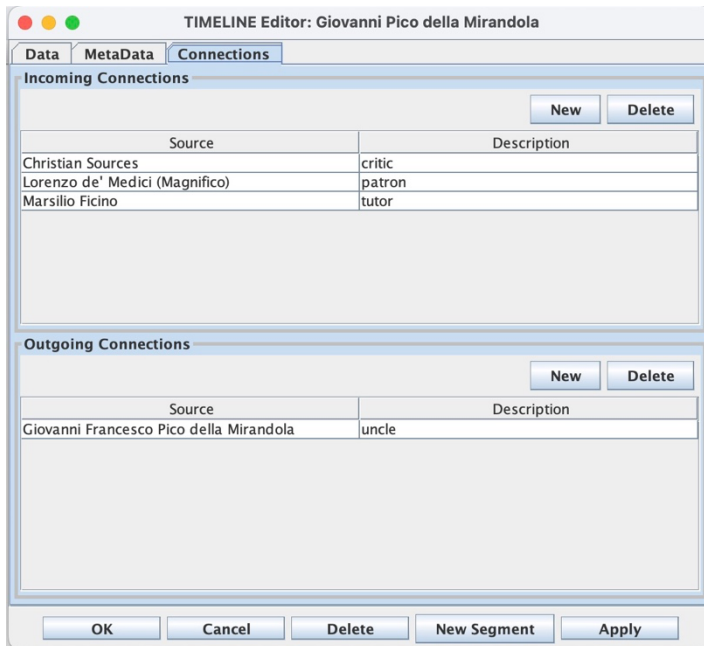 TIMELINE Editor: Giovanni Pico della Mirandola
Data MetaData Connections
Incoming Connections
New Delete
Source Description
Christian Sources critic
Lorenzo de' Medici (Magnifico) patron
Marsilio Ficino tutor
Outgoing Connections
New Delete
Source Description
Giovanni Francesco Pico della Mirandola uncle
OK Cancel Delete New Segment Apply